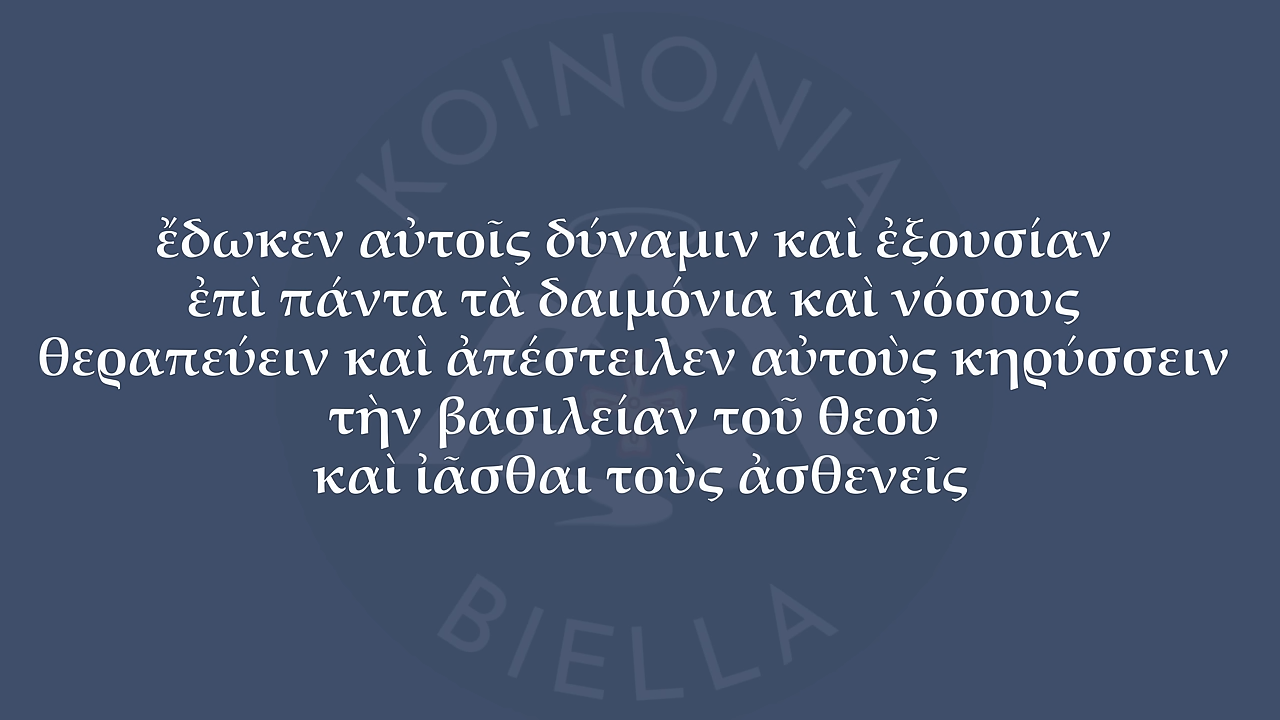 KOINONIA
ἔδωκεν αὐτοῖς δύναμιν καὶ ἐξουσίαν
ἐπὶ πάντα τὰ δαιμόνια καὶ νόσους
θεραπεύειν καὶ ἀπέστειλεν αὐτοὺς κηρύσσειν
τὴν βασιλείαν τοῦ θεοῦ
καὶ ἰᾶσθαι τοὺς ἀσθενεῖς
BIELLA